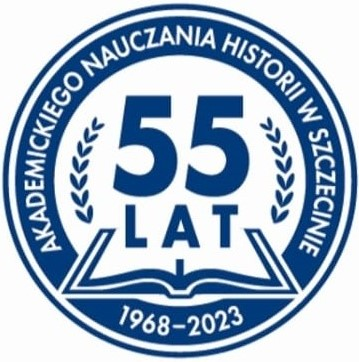 AKADEMICKIEGO NAUCZANIA HISTORII W SZCZECINIE
55
LAT
1968–2023